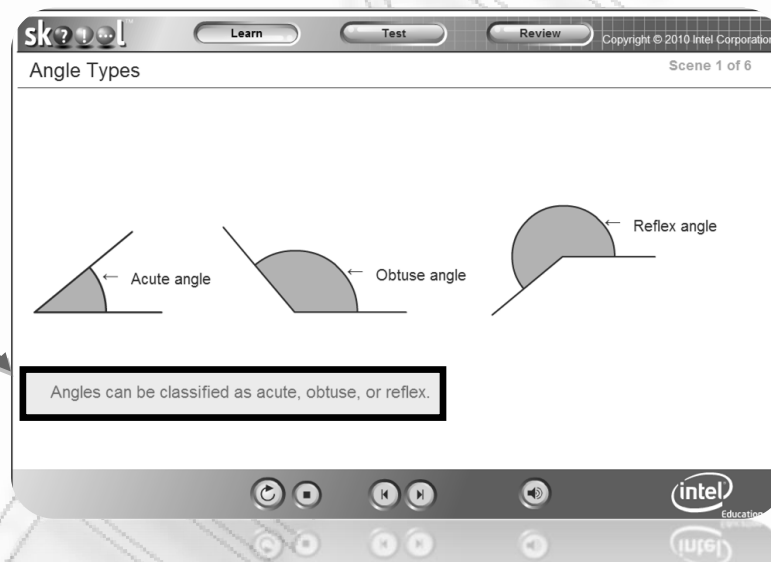 skoool™
Learn
Test
Review
Copyright © 2010 Intel Corporation
Angle Types
Scene 1 of 6
Reflex angle
Acute angle
Obtuse angle
Angles can be classified as acute, obtuse, or reflex.
intel
Education